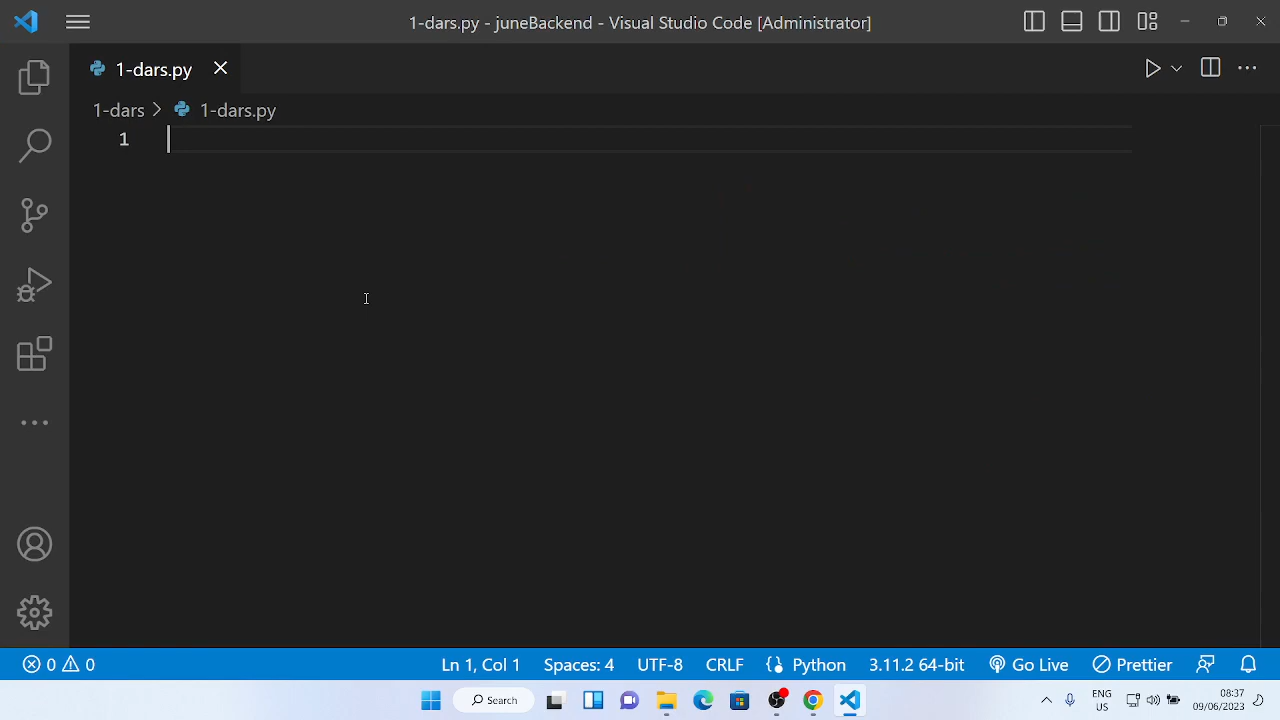 1-dars.py - juneBackend - Visual Studio Code [Administrator]
1-dars.py
1-dars > 1-dars.py
1
0 0 Ln 1, Col 1 Spaces: 4 UTF-8 CRLF {} Python 3.11.2 64-bit Go Live Prettier
Search
ENG
US
08:37
09/06/2023